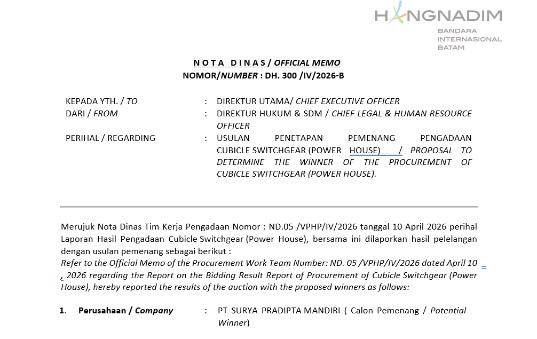 HANGNADIM
BANDARA
INTERNASIONAL
BATAM
N O T A D I N A S / OFFICIAL MEMO
NOMOR/NUMBER : DH. 300 /IV/2026-B
KEPADA YTH. / TO : DIREKTUR UTAMA/ CHIEF EXECUTIVE OFFICER
DARI / FROM : DIREKTUR HUKUM & SDM / CHIEF LEGAL & HUMAN RESOURCE
OFFICER
PERIHAL / REGARDING : USULAN PENETAPAN PEMENANG PENGADAAN
CUBICLE SWITCHGEAR (POWER HOUSE) / PROPOSAL TO
DETERMINE THE WINNER OF THE PROCUREMENT OF
CUBICLE SWITCHGEAR (POWER HOUSE).
Merujuk Nota Dinas Tim Kerja Pengadaan Nomor : ND.05 /VPHP/IV/2026 tanggal 10 April 2026 perihal
Laporan Hasil Pengadaan Cubicle Switchgear (Power House), bersama ini dilaporkan hasil pelelangan
dengan usulan pemenang sebagai berikut :
Refer to the Official Memo of the Procurement Work Team Number: ND. 05 /VPHP/IV/2026 dated April 10
, 2026 regarding the Report on the Bidding Result Report of Procurement of Cubicle Switchgear (Power
House), hereby reported the results of the auction with the proposed winners as follows:
1. Perusahaan / Company : PT SURYA PRADIPTA MANDIRI ( Calon Pemenang / Potential
Winner)